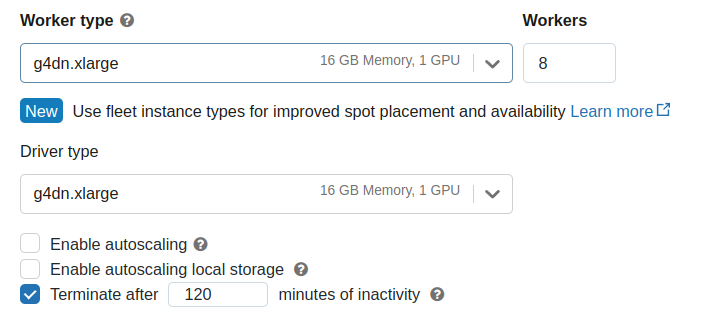 Worker type Workers
g4dn.xlarge 16 GB Memory, 1 GPU 8
New Use fleet instance types for improved spot placement and availability Learn more
Driver type
g4dn.xlarge 16 GB Memory, 1 GPU
Enable autoscaling
Enable autoscaling local storage
Terminate after 120 minutes of inactivity